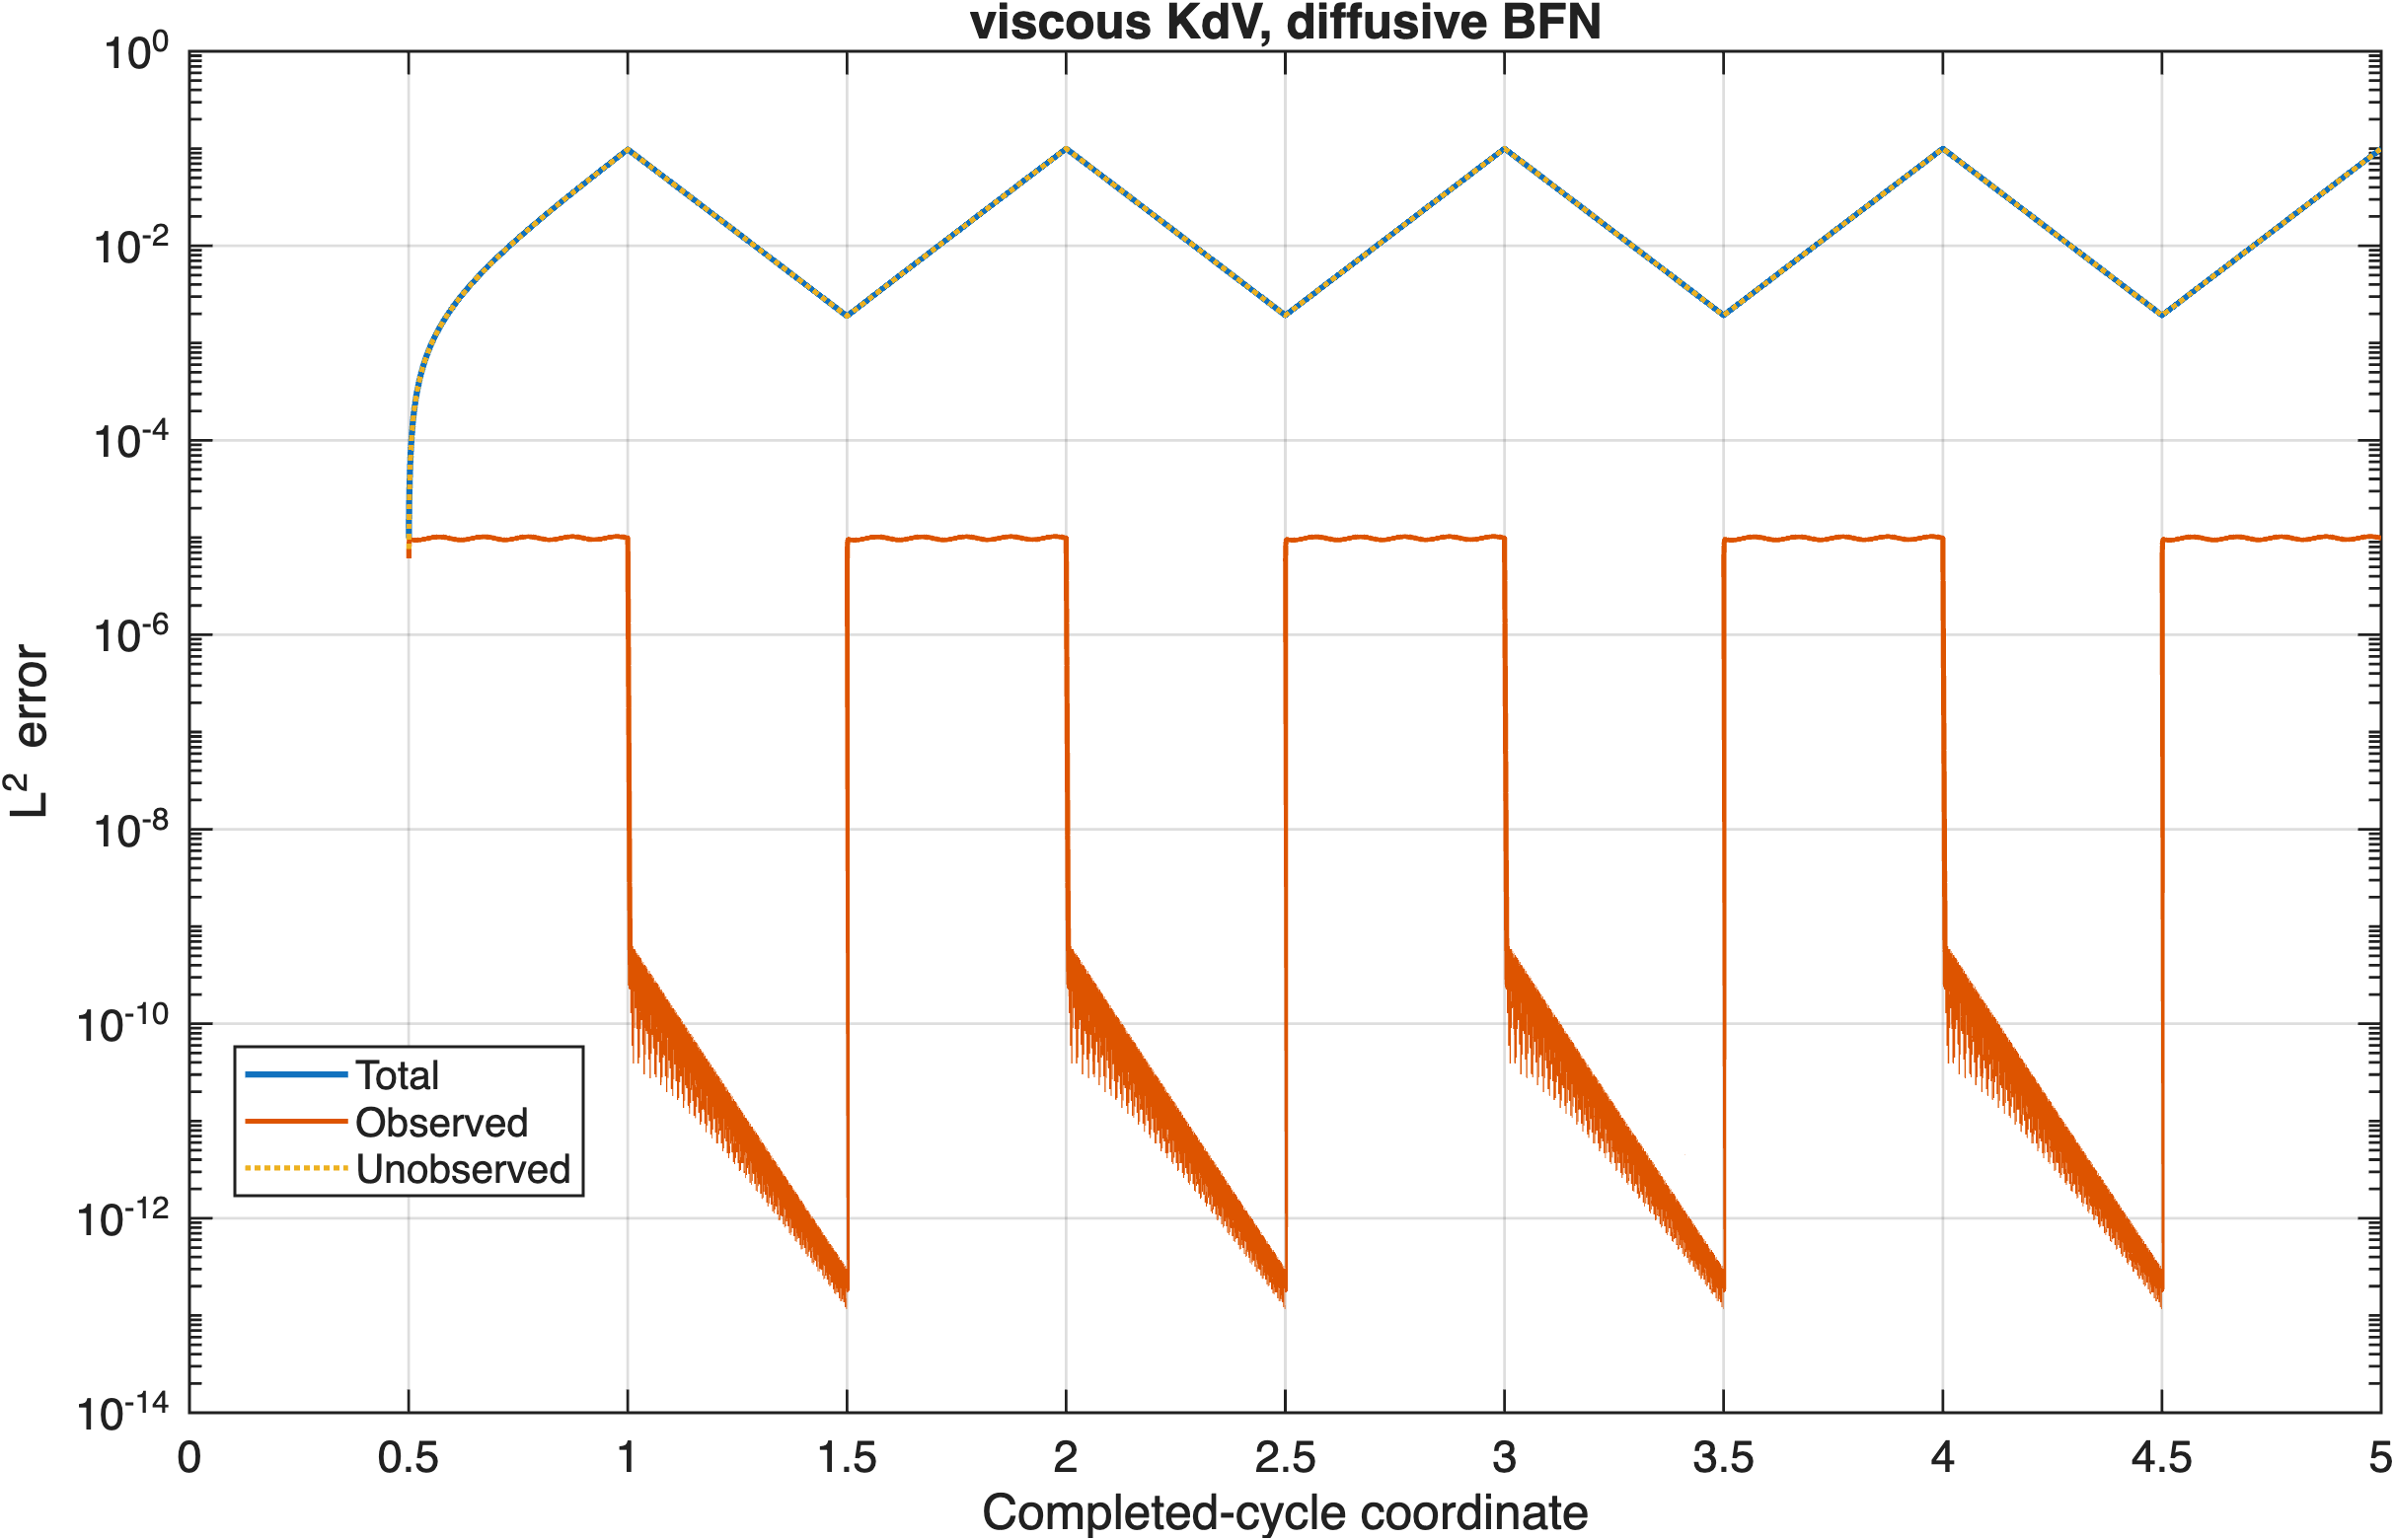 viscous KdV, diffusive BFN
10^0
10^-2
10^-4
10^-6
10^-8
10^-10
10^-12
10^-14
L^2 error
Total
Observed
Unobserved
0 0.5 1 1.5 2 2.5 3 3.5 4 4.5 5
Completed-cycle coordinate